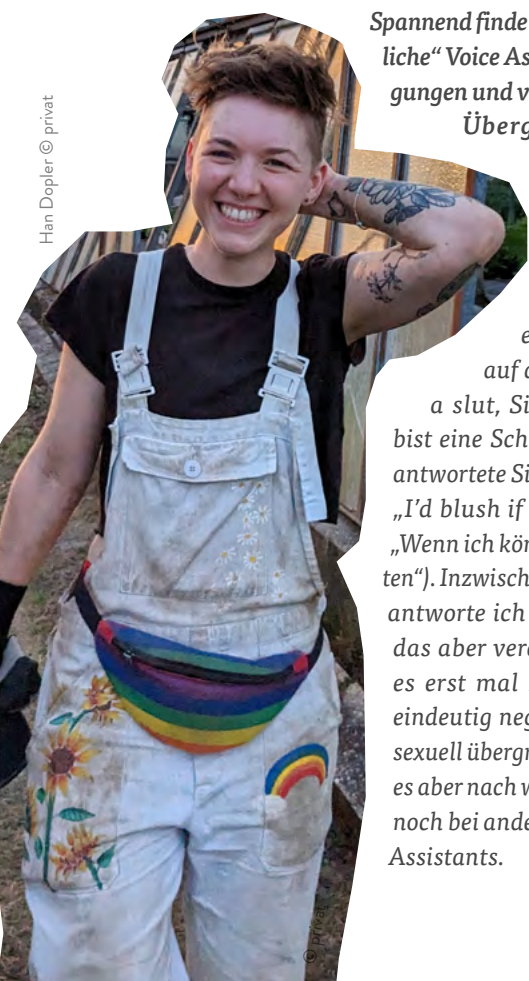 Han Dopler © privat
Spannend finde
liche“ Voice As
gungen und v
Überg
e
auf d
a slut, Si
bist eine Sch
antwortete Si
„I’d blush if
„Wenn ich kön
ten“). Inzwisch
antworte ich
das aber vera
es erst mal
eindeutig neg
sexuell übergr
es aber nach w
noch bei ande
Assistants.
© privat